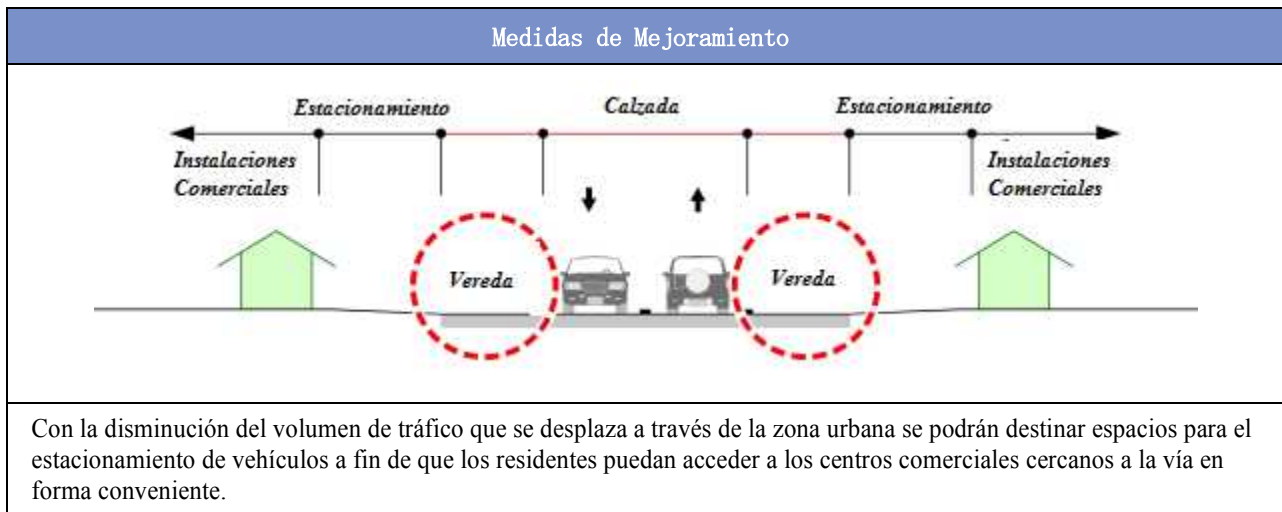 Medidas de Mejoramiento
Estacionamiento Calzada Estacionamiento
Instalaciones Comerciales
Instalaciones Comerciales
Vereda Vereda
Con la disminución del volumen de tráfico que se desplaza a través de la zona urbana se podrán destinar espacios para el
estacionamiento de vehículos a fin de que los residentes puedan acceder a los centros comerciales cercanos a la vía en
forma conveniente.